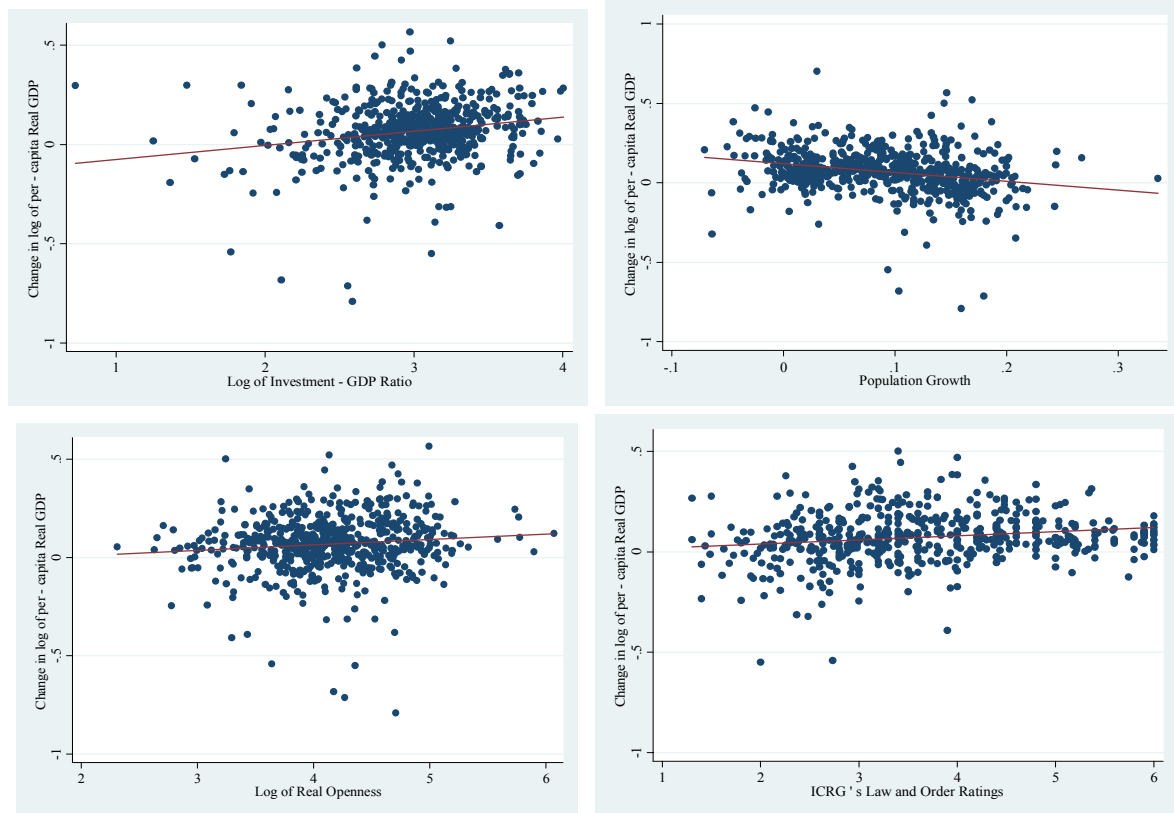 Change in log of per - capita Real GDP
.5
0
-.5
-1
1 2 3 4
Log of Investment - GDP Ratio
Change in log of per - capita Real GDP
1
.5
0
-.5
-1
-.1 0 .1 .2 .3
Population Growth
Change in log of per - capita Real GDP
.5
0
-.5
-1
2 3 4 5 6
Log of Real Openness
Change in log of per - capita Real GDP
.5
0
-.5
-1
1 2 3 4 5 6
ICRG ' s Law and Order Ratings